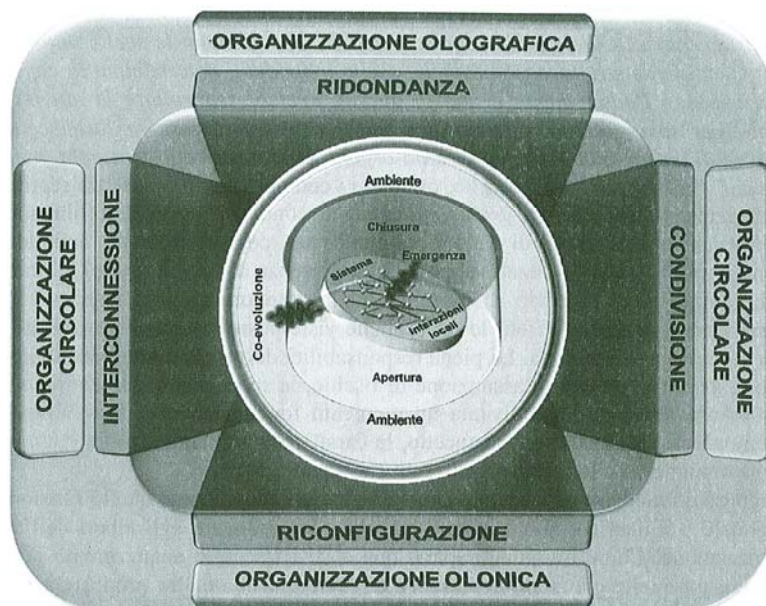 ORGANIZZAZIONE OLOGRAFICA
RIDONDANZA
ORGANIZZAZIONE
CIRCOLARE
INTERCONNESSIONE
Ambiente
Chiusura
Emergenza
Sistema
Interazioni
locali
Co-evoluzione
Apertura
Ambiente
CONDIVISIONE
ORGANIZZAZIONE
CIRCOLARE
RICONFIGURAZIONE
ORGANIZZAZIONE OLONICA